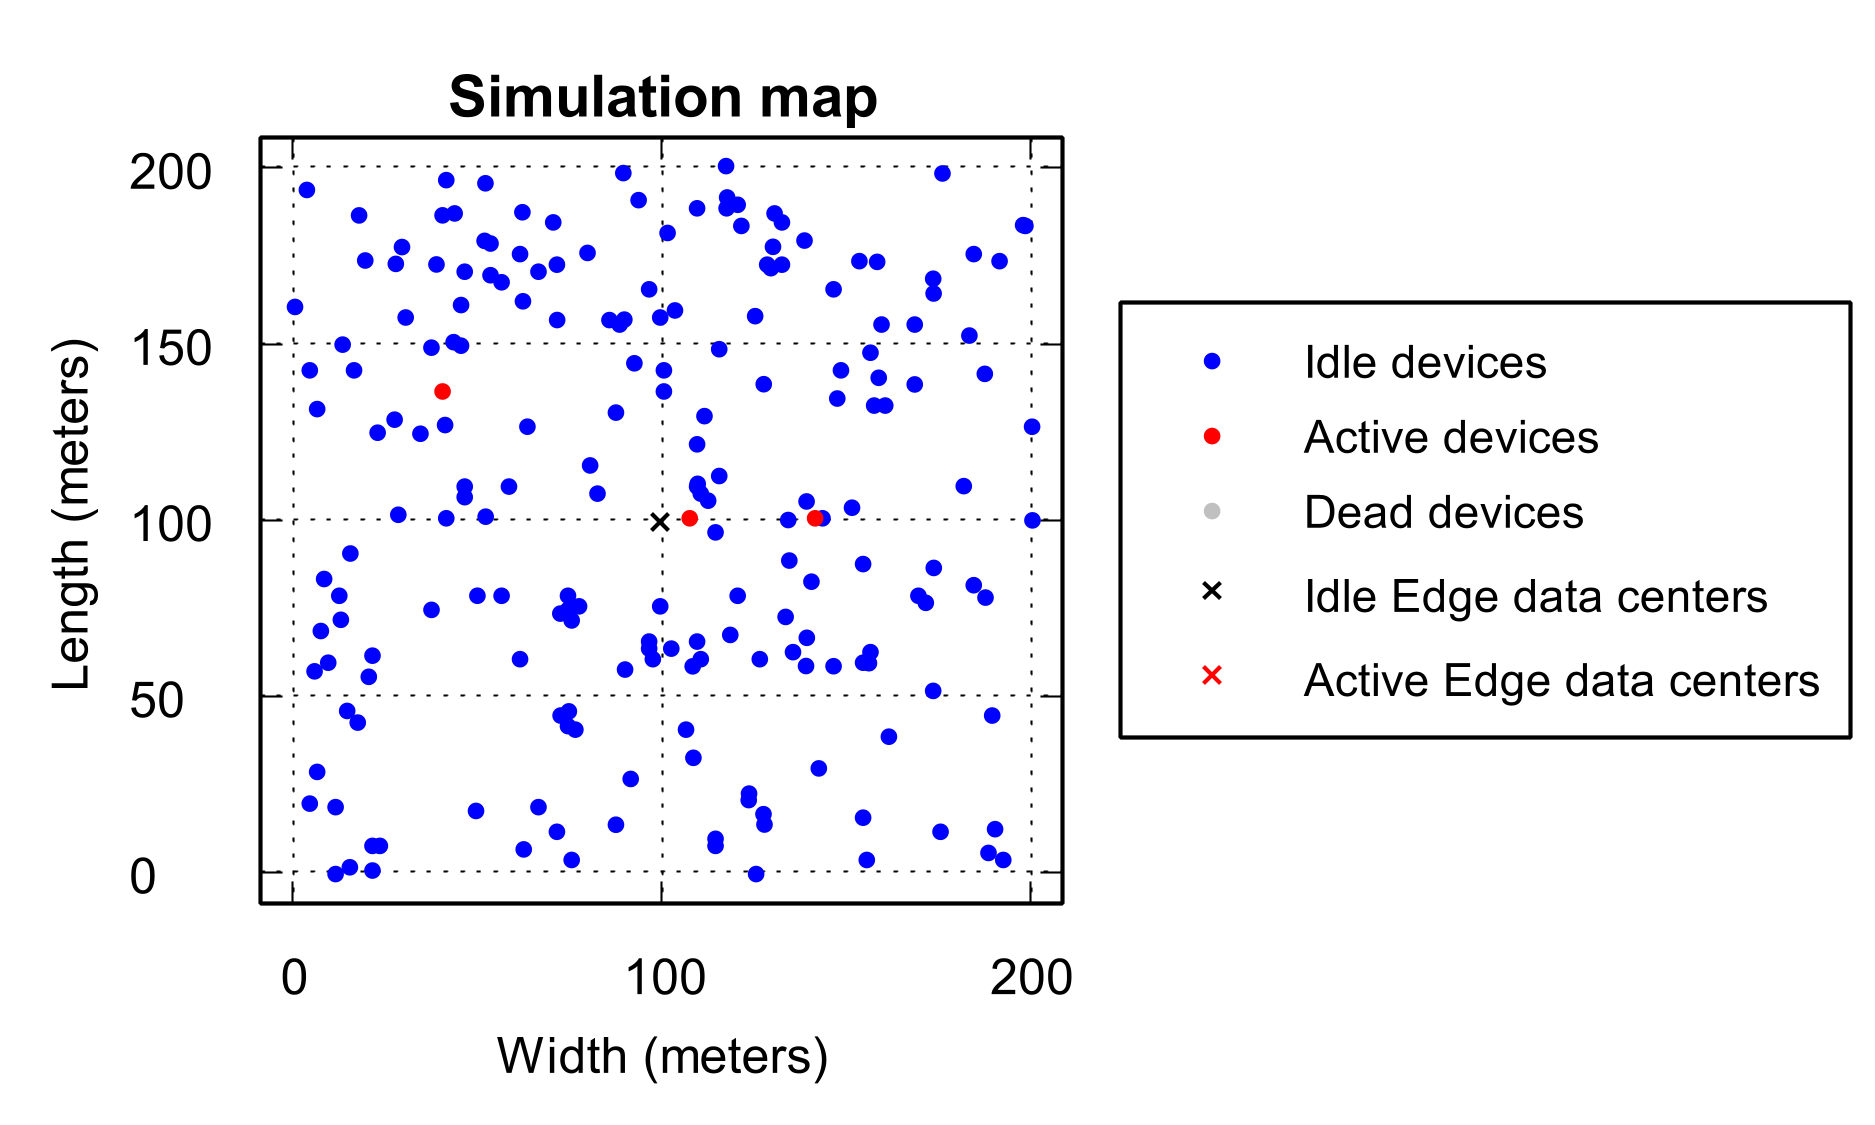 Simulation map
200
150
100
50
0
Length (meters)
0 100 200
Width (meters)
Idle devices
Active devices
Dead devices
Idle Edge data centers
Active Edge data centers